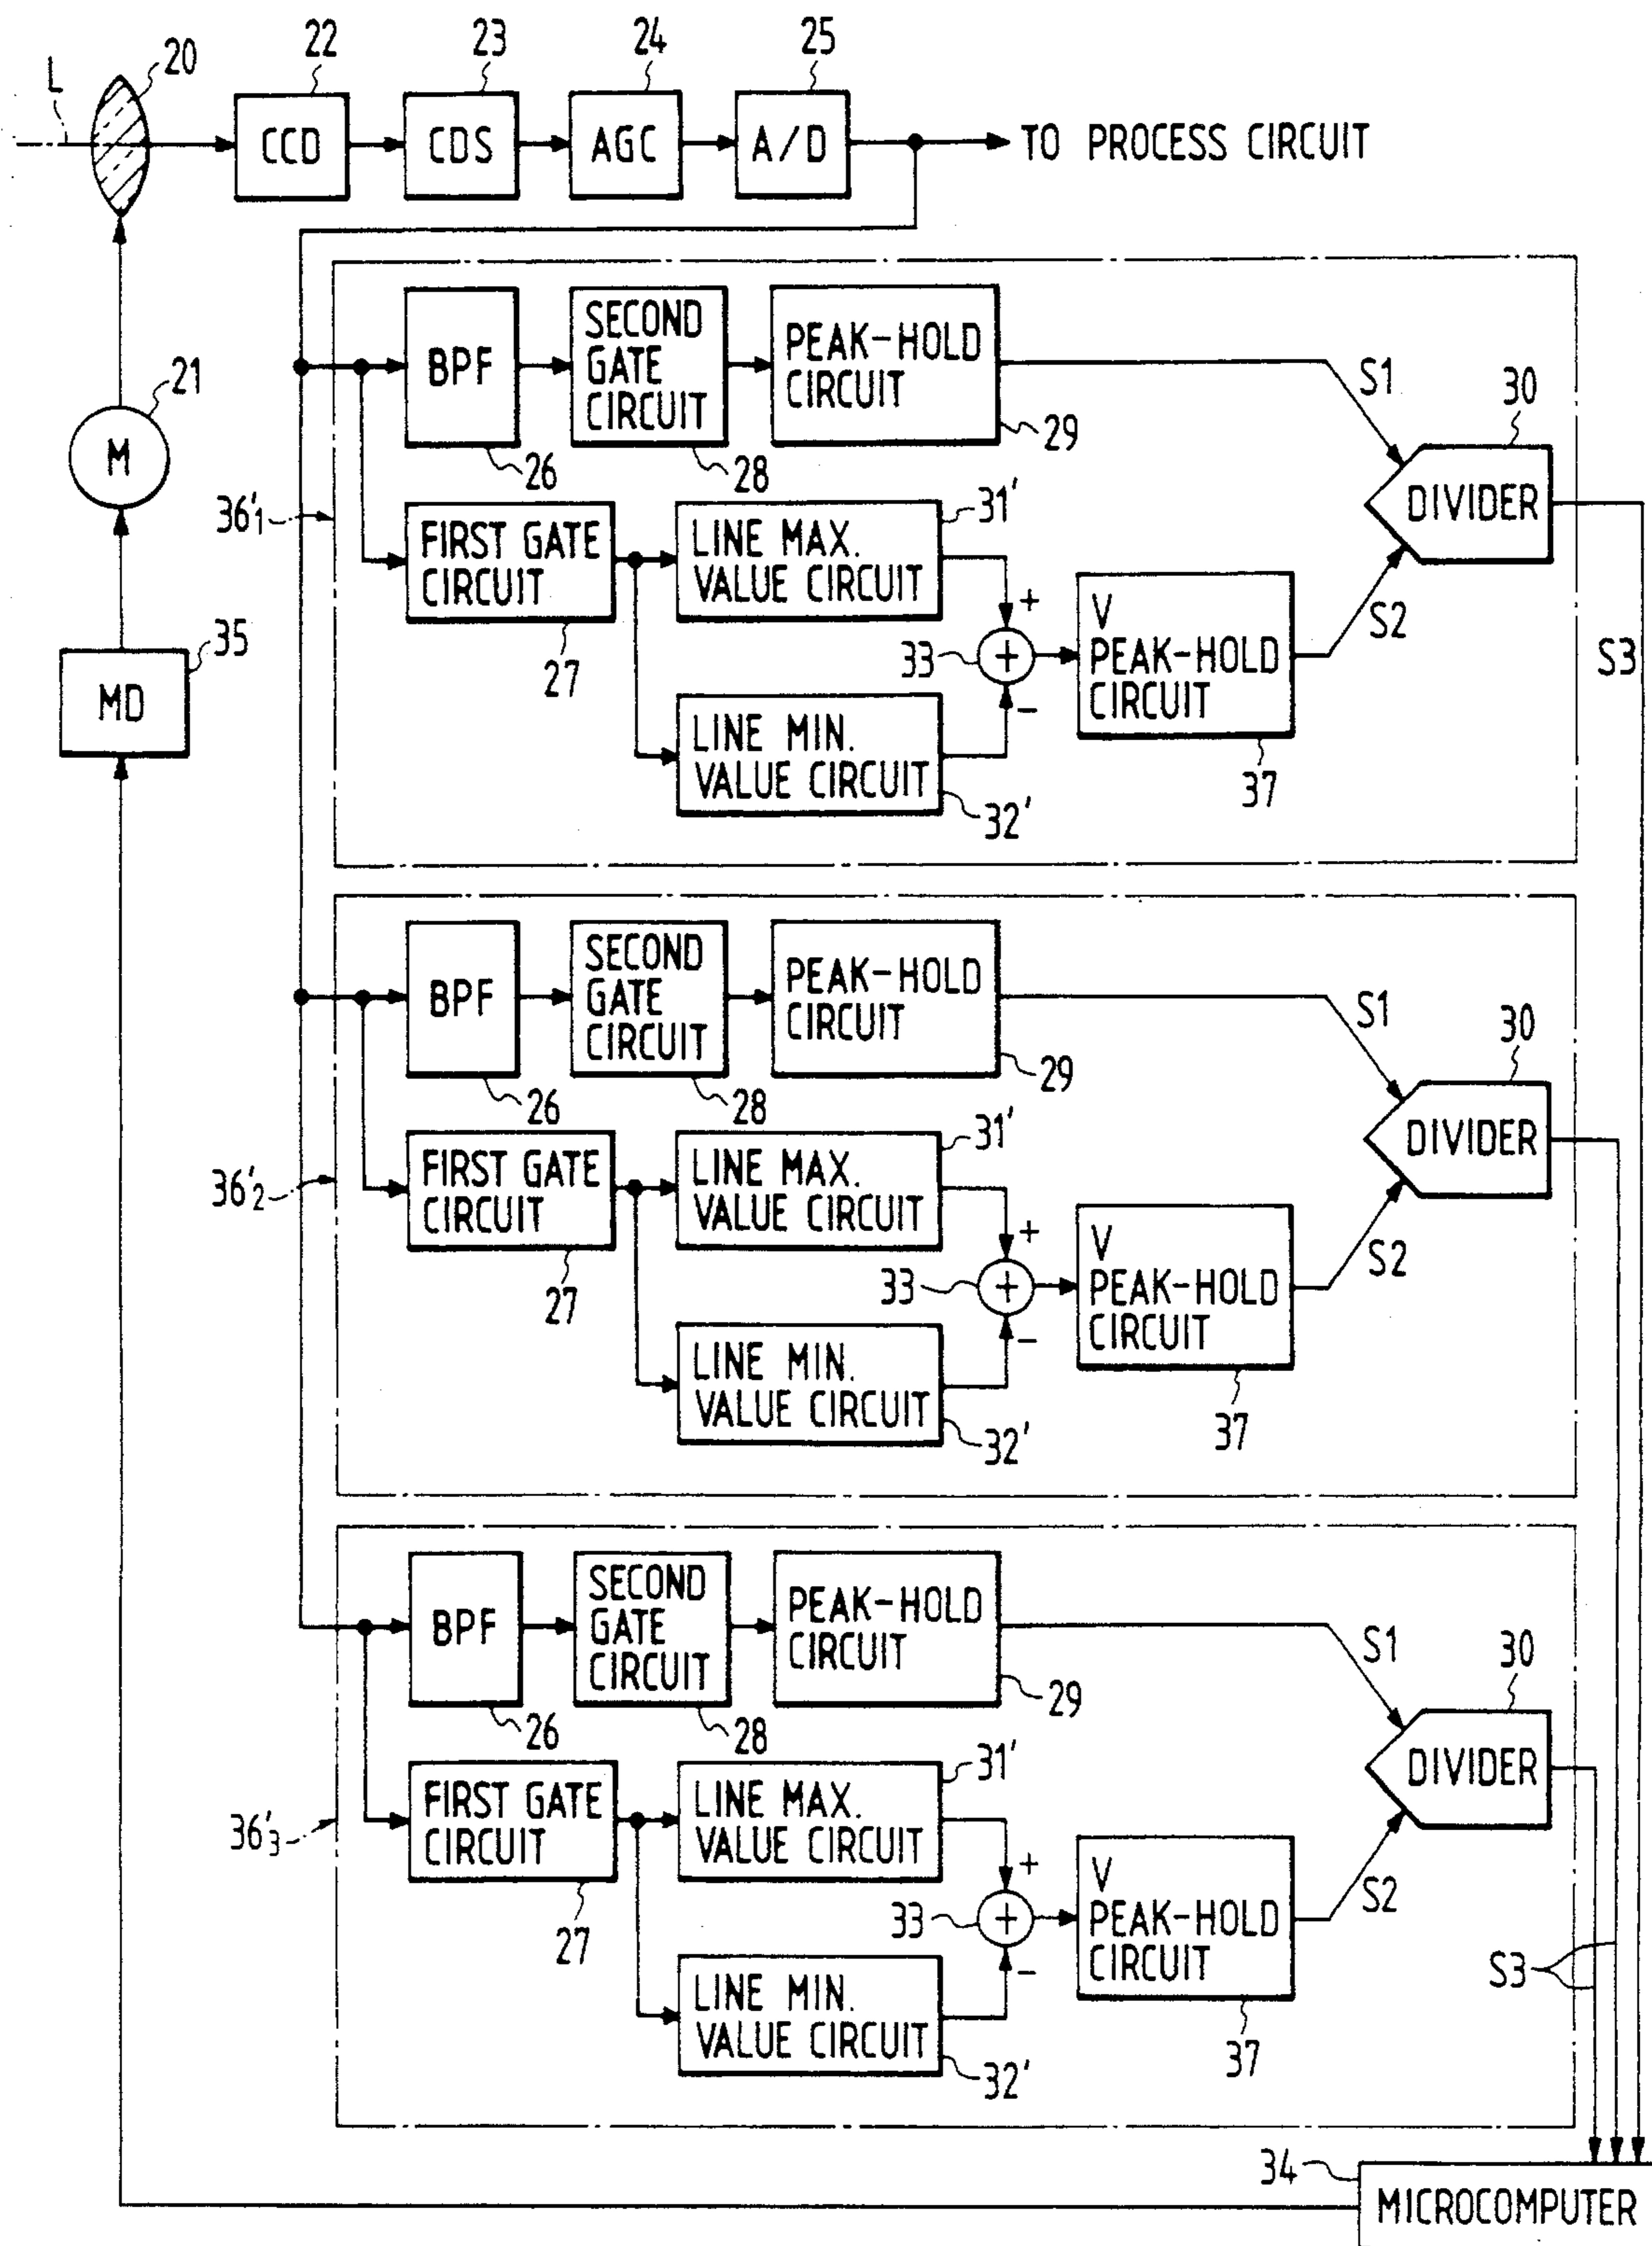 L
20
22
23
24
25
CCD
CDS
AGC
A/D
TO PROCESS CIRCUIT
21
M
35
MD
36'1
BPF
26
SECOND
GATE
CIRCUIT
28
PEAK-HOLD
CIRCUIT
29
S1
30
DIVIDER
FIRST GATE
CIRCUIT
27
LINE MAX.
VALUE CIRCUIT
31'
+
33
+
-
LINE MIN.
VALUE CIRCUIT
32'
V
PEAK-HOLD
CIRCUIT
37
S2
S3
36'2
BPF
26
SECOND
GATE
CIRCUIT
28
PEAK-HOLD
CIRCUIT
29
S1
30
DIVIDER
FIRST GATE
CIRCUIT
27
LINE MAX.
VALUE CIRCUIT
31'
+
33
+
-
LINE MIN.
VALUE CIRCUIT
32'
V
PEAK-HOLD
CIRCUIT
37
S2
36'3
BPF
26
SECOND
GATE
CIRCUIT
28
PEAK-HOLD
CIRCUIT
29
S1
30
DIVIDER
FIRST GATE
CIRCUIT
27
LINE MAX.
VALUE CIRCUIT
31'
+
33
+
-
LINE MIN.
VALUE CIRCUIT
32'
V
PEAK-HOLD
CIRCUIT
37
S2
S3
34
MICROCOMPUTER